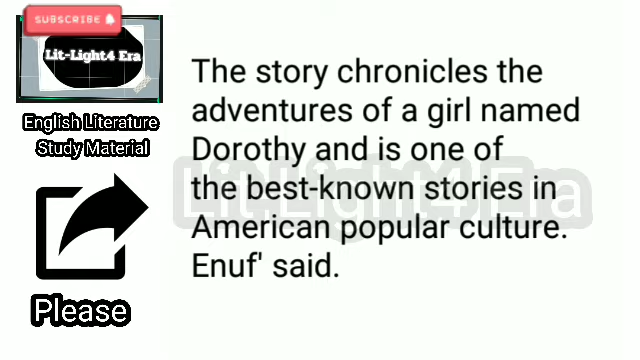 SUBSCRIBE
Lit-Light4 Era
English Literature
Study Material
Please
The story chronicles the
adventures of a girl named
Dorothy and is one of
the best-known stories in
American popular culture.
Enuf' said.
Lit-Light4 Era